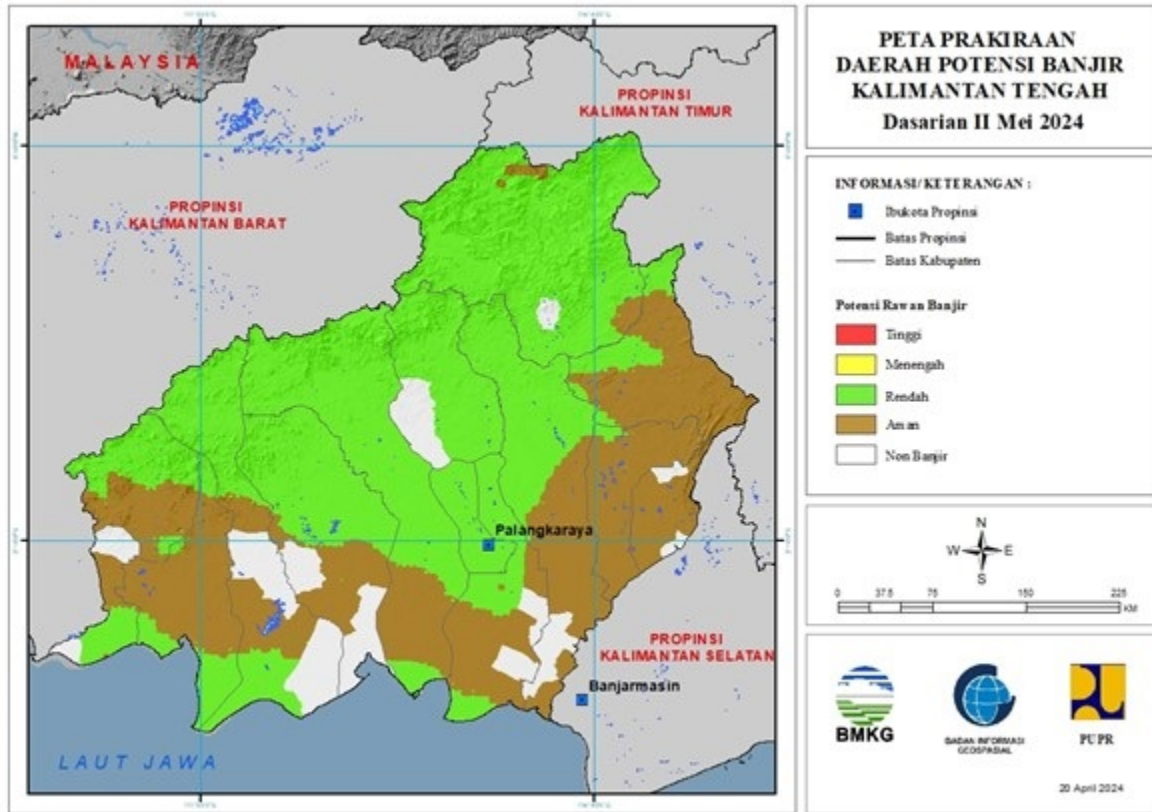 MALAYSIA
PROPINSI
KALIMANTAN TIMUR
PROPINSI
KALIMANTAN BARAT
Palangkaraya
PROPINSI
KALIMANTAN SELATAN
Banjarmasin
LAUT JAWA
PETA PRAKIRAAN
DAERAH POTENSI BANJIR
KALIMANTAN TENGAH
Dasarian II Mei 2024
INFORMASI/KETERANGAN :
Ibukota Propinsi
Batas Propinsi
Batas Kabupaten
Potensi Rawan Banjir
Tinggi
Menengah
Rendah
Aman
Non Banjir
N
W E
S
0 37.5 75 150 225
KM
BMKG
BADAN INFORMASI
GEOSPASIAL
PUPR
20 April 2024